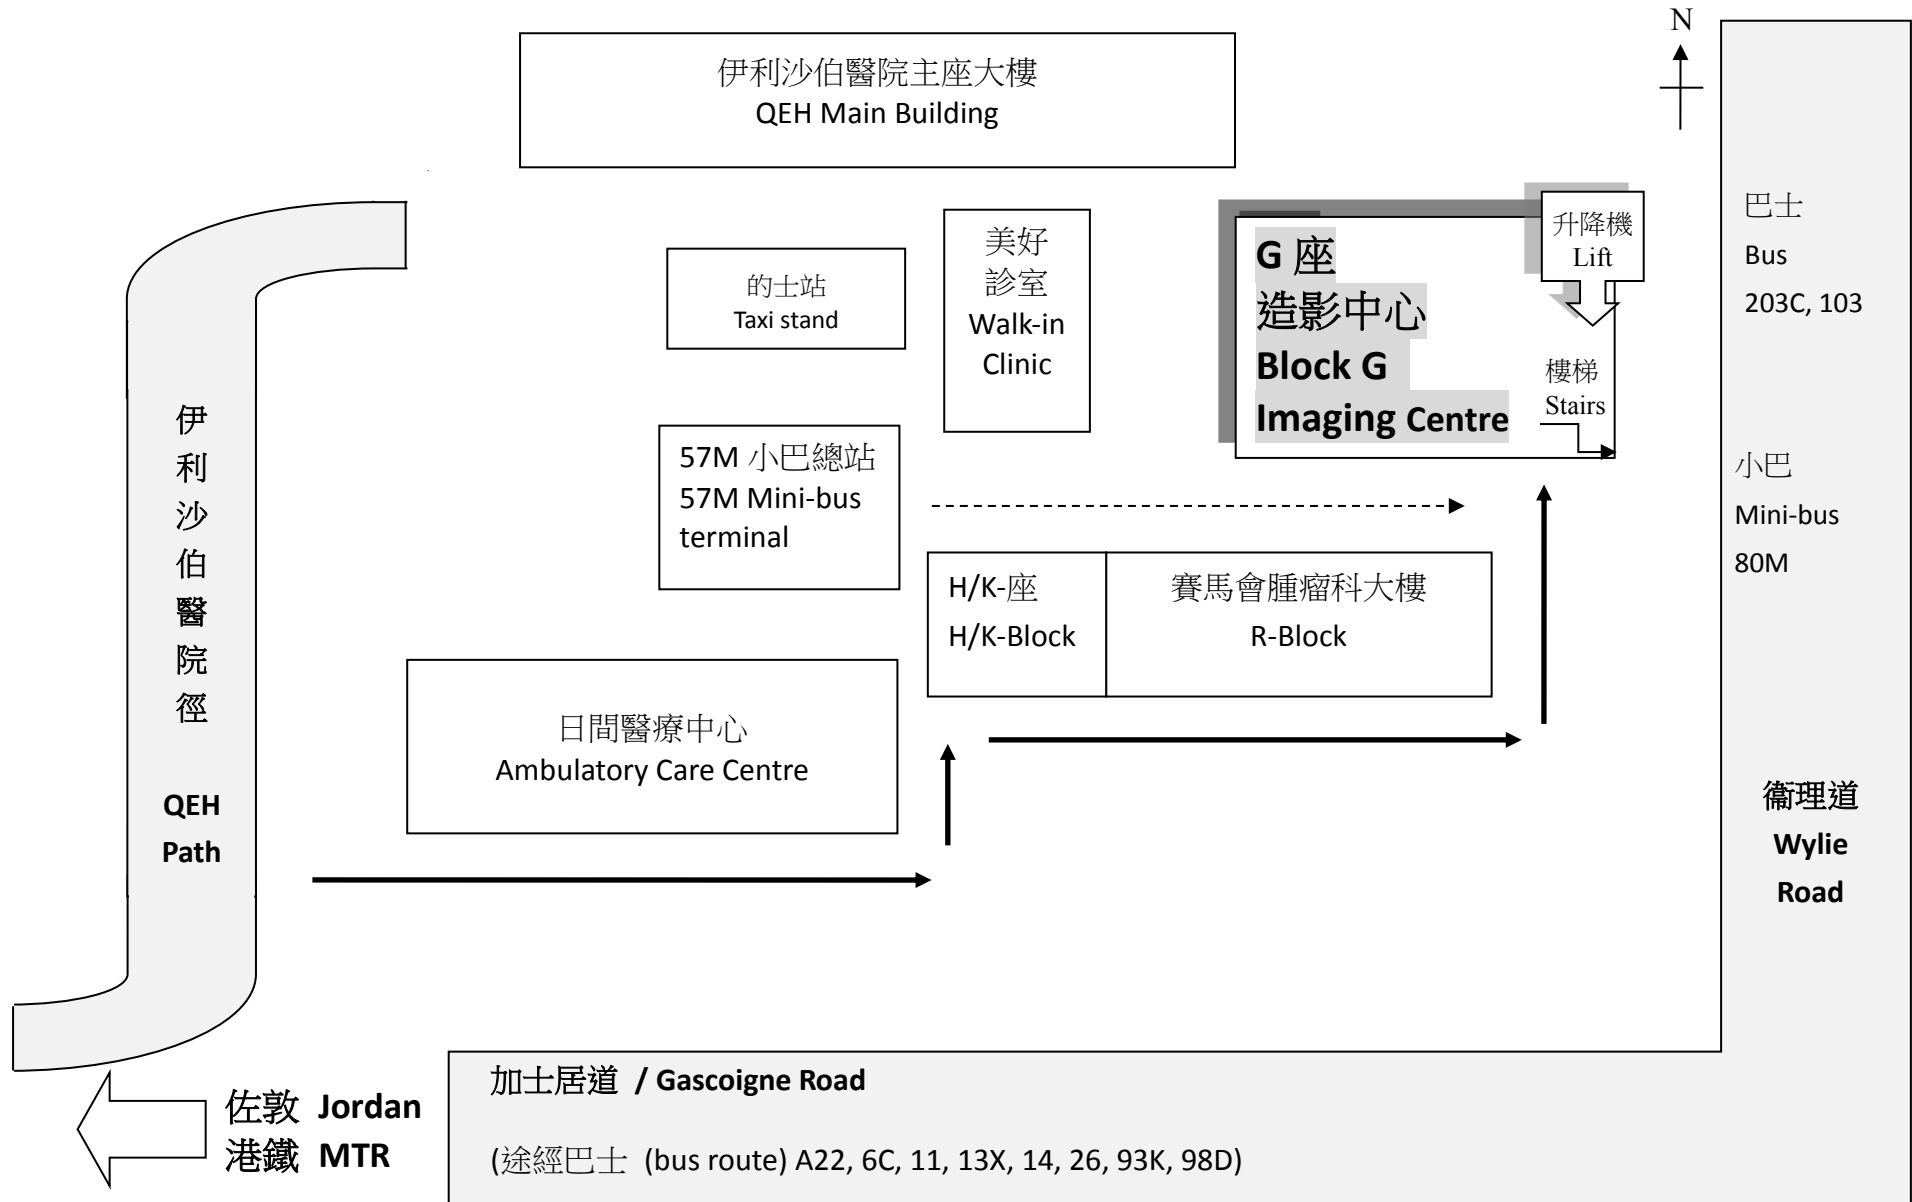 N
伊利沙伯醫院主座大樓
QEH Main Building
巴士
Bus
203C, 103
升降機
Lift
美好
診室
Walk-in
Clinic
的士站
Taxi stand
G 座
造影中心
Block G
Imaging Centre
樓梯
Stairs
伊
利
沙
伯
醫
院
徑
QEH
Path
57M 小巴總站
57M Mini-bus
terminal
小巴
Mini-bus
80M
H/K-座
H/K-Block
賽馬會腫瘤科大樓
R-Block
日間醫療中心
Ambulatory Care Centre
衞理道
Wylie
Road
佐敦 Jordan
港鐵 MTR
加士居道 / Gascoigne Road
(途經巴士 (bus route) A22, 6C, 11, 13X, 14, 26, 93K, 98D)